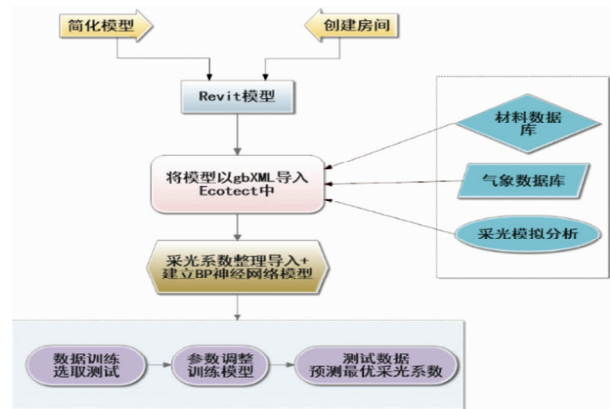 简化模型
创建房间
Revit模型
将模型以gbXML导入
Ecotect中
材料数据
库
气象数据库
采光模拟分析
采光系数整理导入+
建立BP神经网络模型
数据训练
选取测试
参数调整
训练模型
测试数据
预测最优采光系数